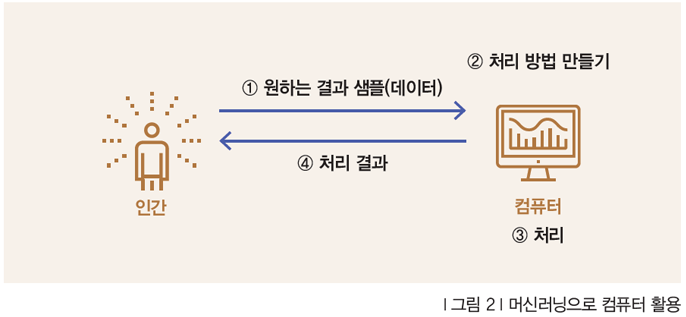 ② 처리 방법 만들기
① 원하는 결과 샘플(데이터)
④ 처리 결과
인간
컴퓨터
③ 처리
| 그림 2 | 머신러닝으로 컴퓨터 활용